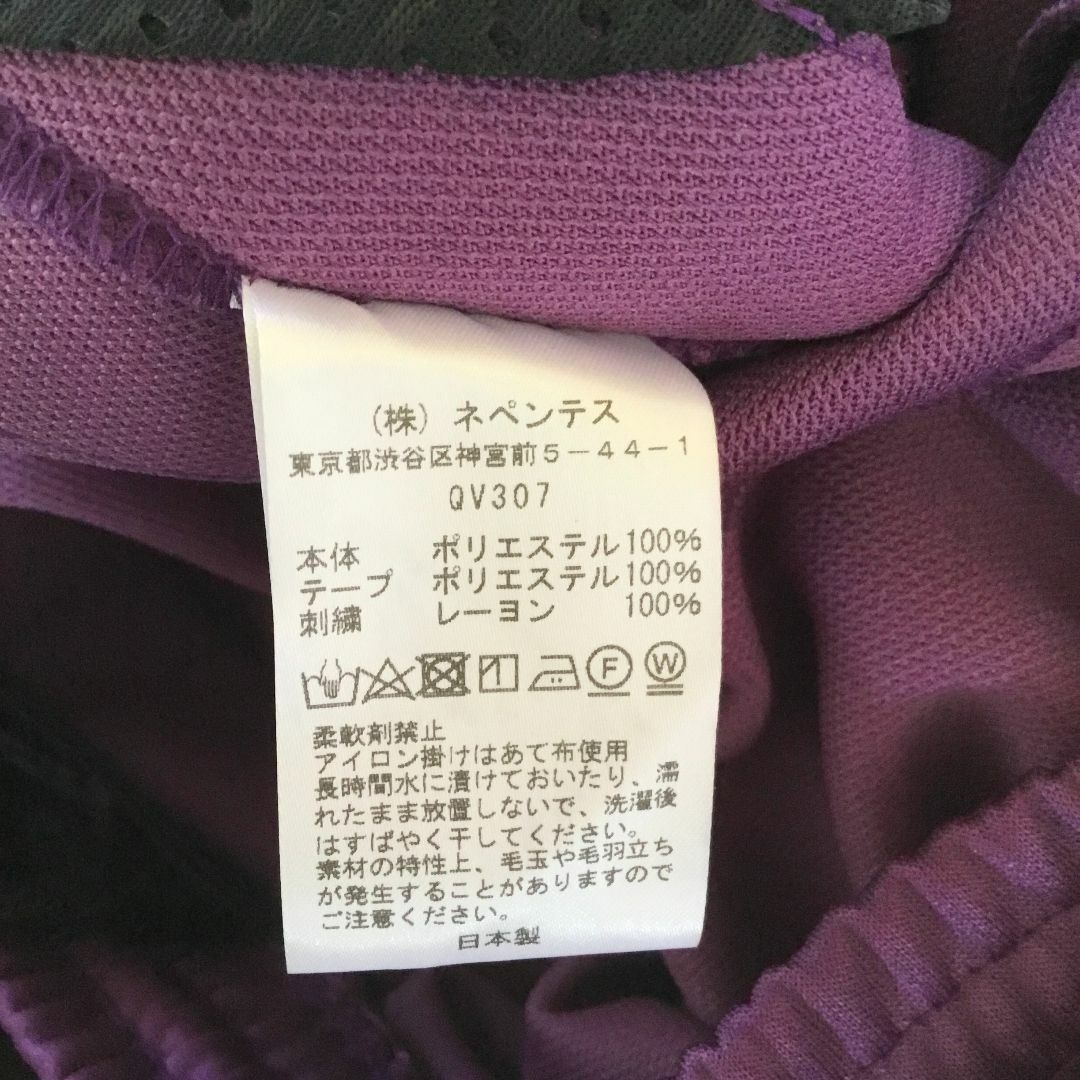 (株) ネペンテス
東京都渋谷区神宮前5-44-1
QV307
本体 ポリエステル100%
テープ ポリエステル100%
刺繍 レーヨン 100%
F W
柔軟剤禁止
アイロン掛けはあて布使用
長時間水に漬けておいたり、濡
れたまま放置しないで、洗濯後
はすばやく干してください。
素材の特性上、毛玉や毛羽立ち
が発生することがありますので
ご注意ください。
日本製